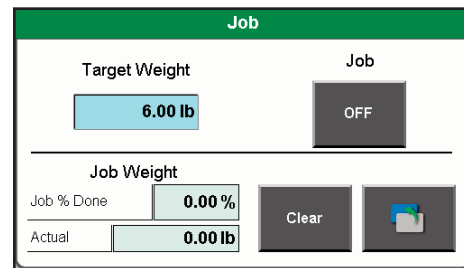 Job
Target Weight
Job
6.00 lb
OFF
Job Weight
Job % Done
0.00 %
Clear
Actual
0.00 lb